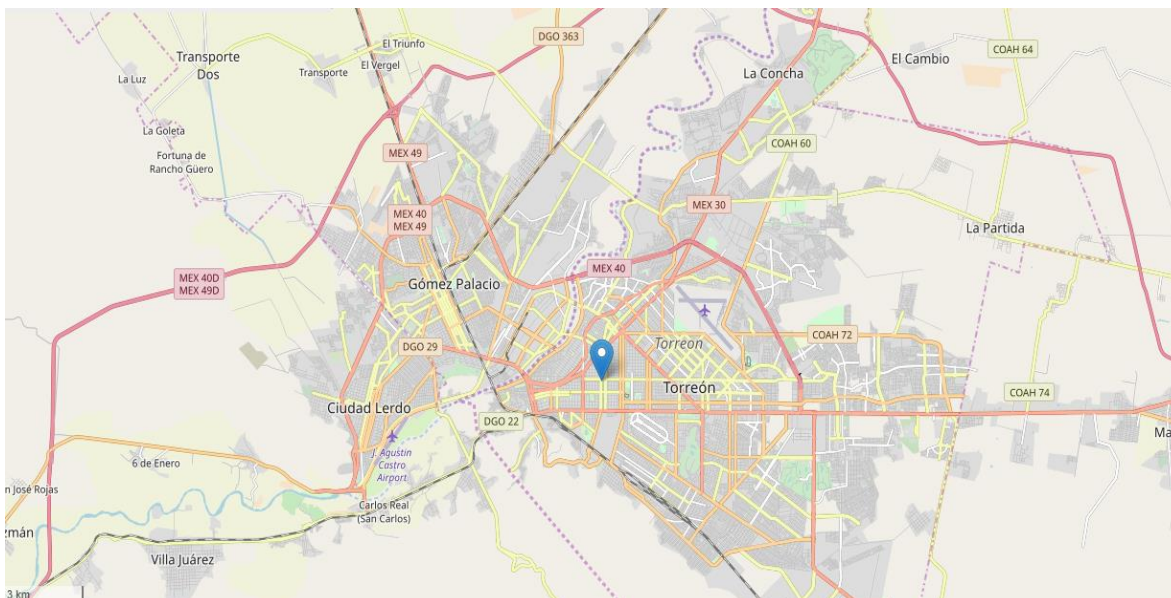 DGO 363
COAH 64
El Triunfo
Transporte
Dos
El Vergel
El Cambio
La Luz
Transporte
La Concha
La Goleta
COAH 60
Fortuna de
Rancho Güero
MEX 49
MEX 30
MEX 40
MEX 49
La Partida
MEX 40
MEX 40D
MEX 49D
Gómez Palacio
COAH 72
DGO 29
Torreon
Torreón
COAH 74
Ciudad Lerdo
DGO 22
Ma
J. Agustin
Castro
Airport
6 de Enero
n José Rojas
Carlos Real
(San Carlos)
zmán
Villa Juárez
3 km